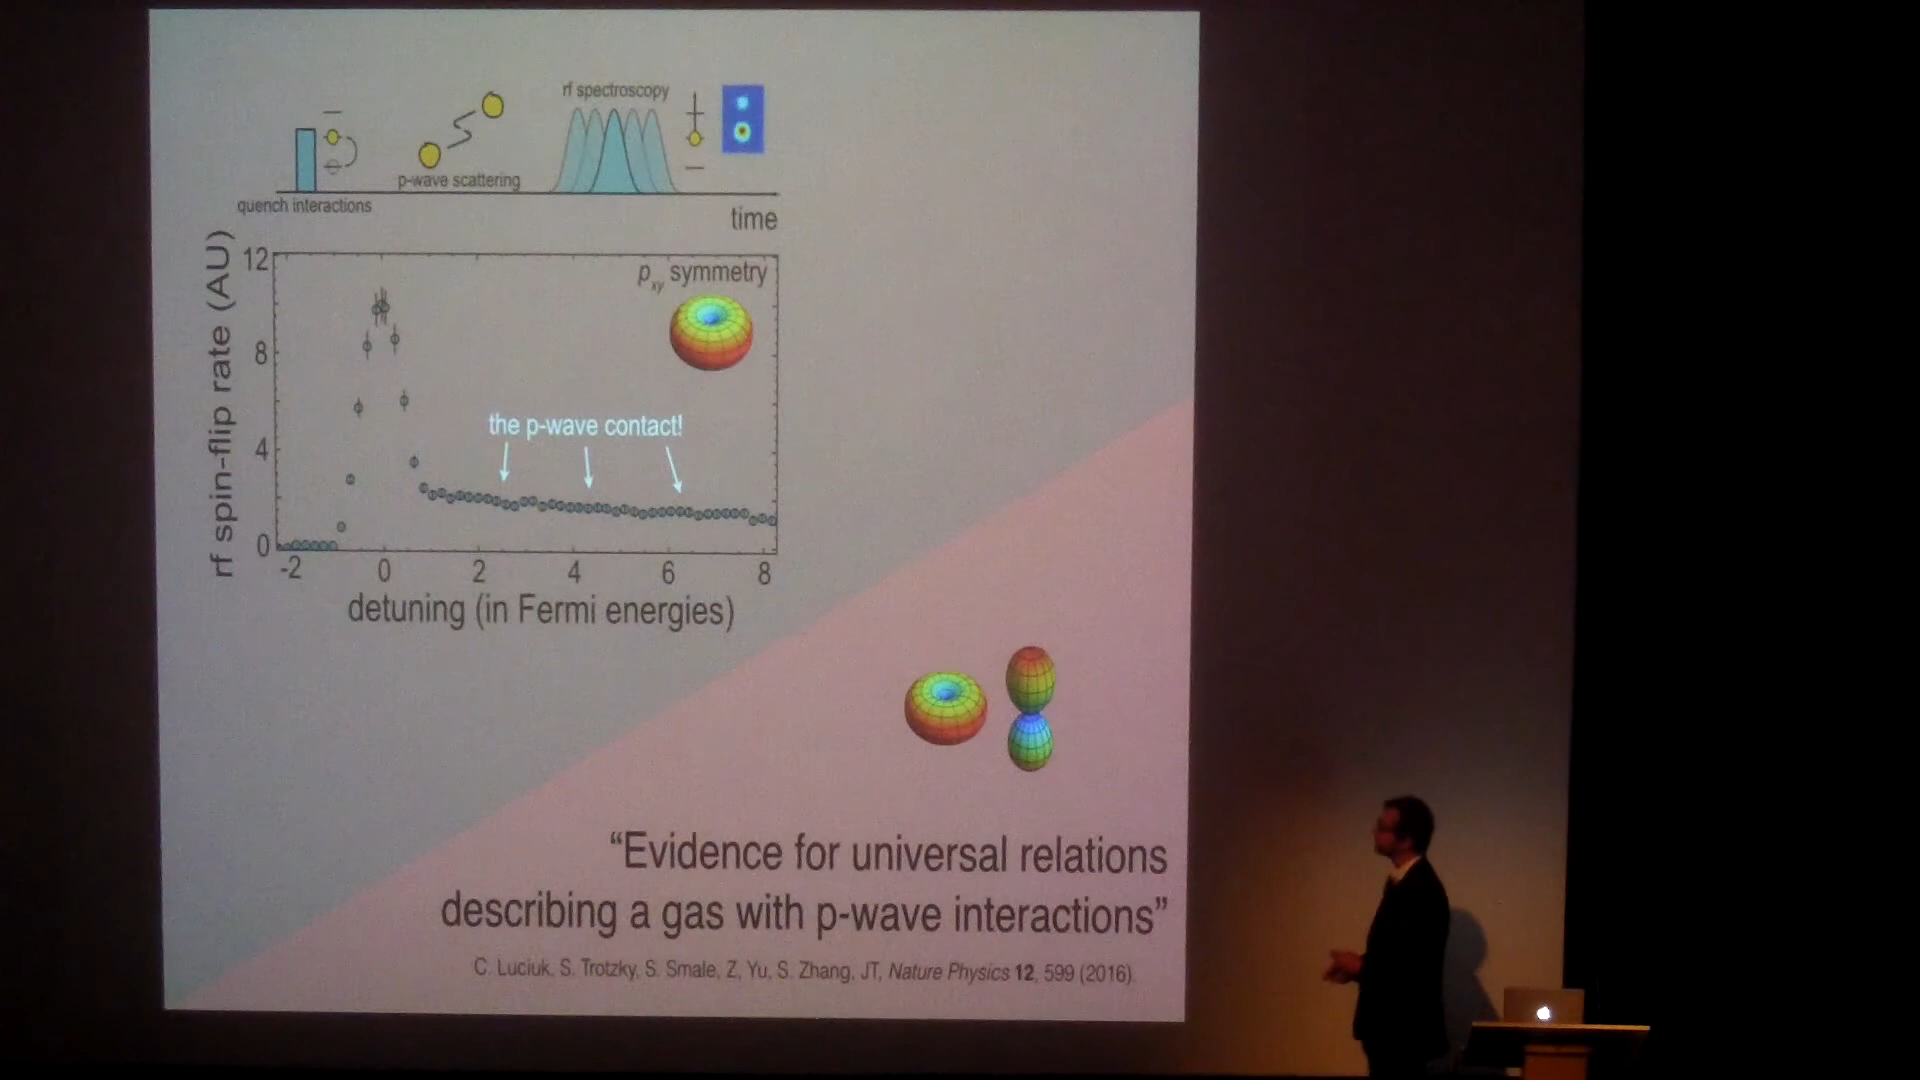 rf spectroscopy
p-wave scattering
quench interactions
time
rf spin-flip rate (AU)
12
8
4
0
pxy symmetry
the p-wave contact!
-2 0 2 4 6 8
detuning (in Fermi energies)
“Evidence for universal relations
describing a gas with p-wave interactions”
C. Luciuk, S. Trotzky, S. Smale, Z, Yu, S. Zhang, JT, Nature Physics 12, 599 (2016).